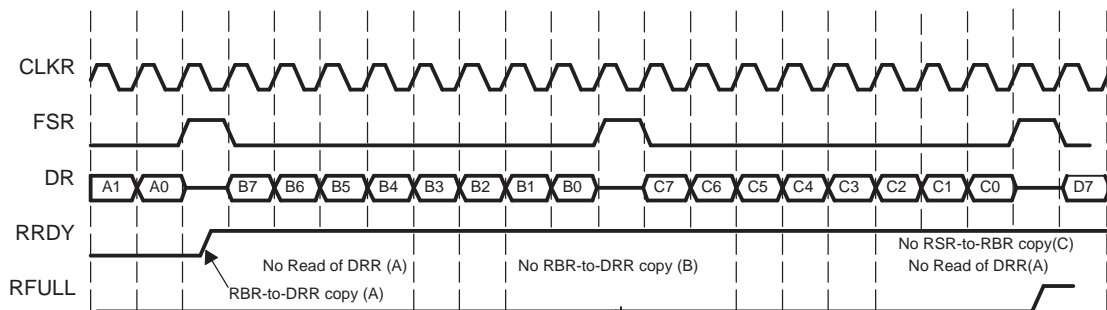 CLKR
FSR
DR A1 A0 B7 B6 B5 B4 B3 B2 B1 B0 C7 C6 C5 C4 C3 C2 C1 C0 D7
RRDY
No RSR-to-RBR copy(C)
No Read of DRR (A) No RBR-to-DRR copy (B) No Read of DRR(A)
RFULL
RBR-to-DRR copy (A)